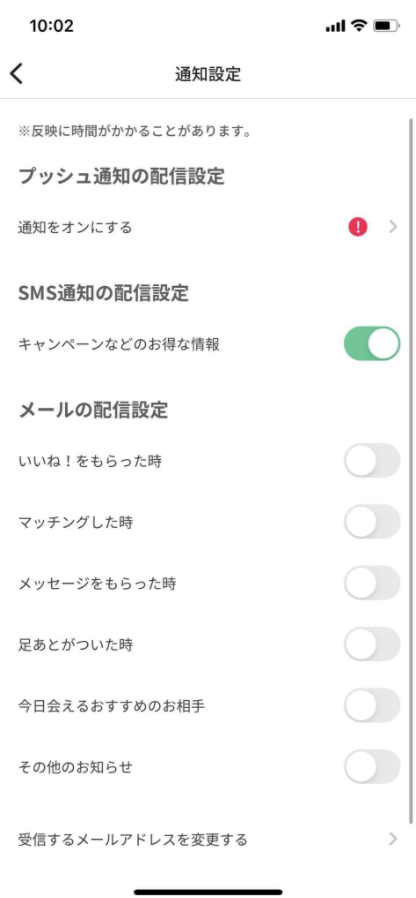 10:02
通知設定
※反映に時間がかかることがあります。
プッシュ通知の配信設定
通知をオンにする
SMS通知の配信設定
キャンペーンなどのお得な情報
メールの配信設定
いいね！をもらった時
マッチングした時
メッセージをもらった時
足あとがついた時
今日会えるおすすめのお相手
その他のお知らせ
受信するメールアドレスを変更する